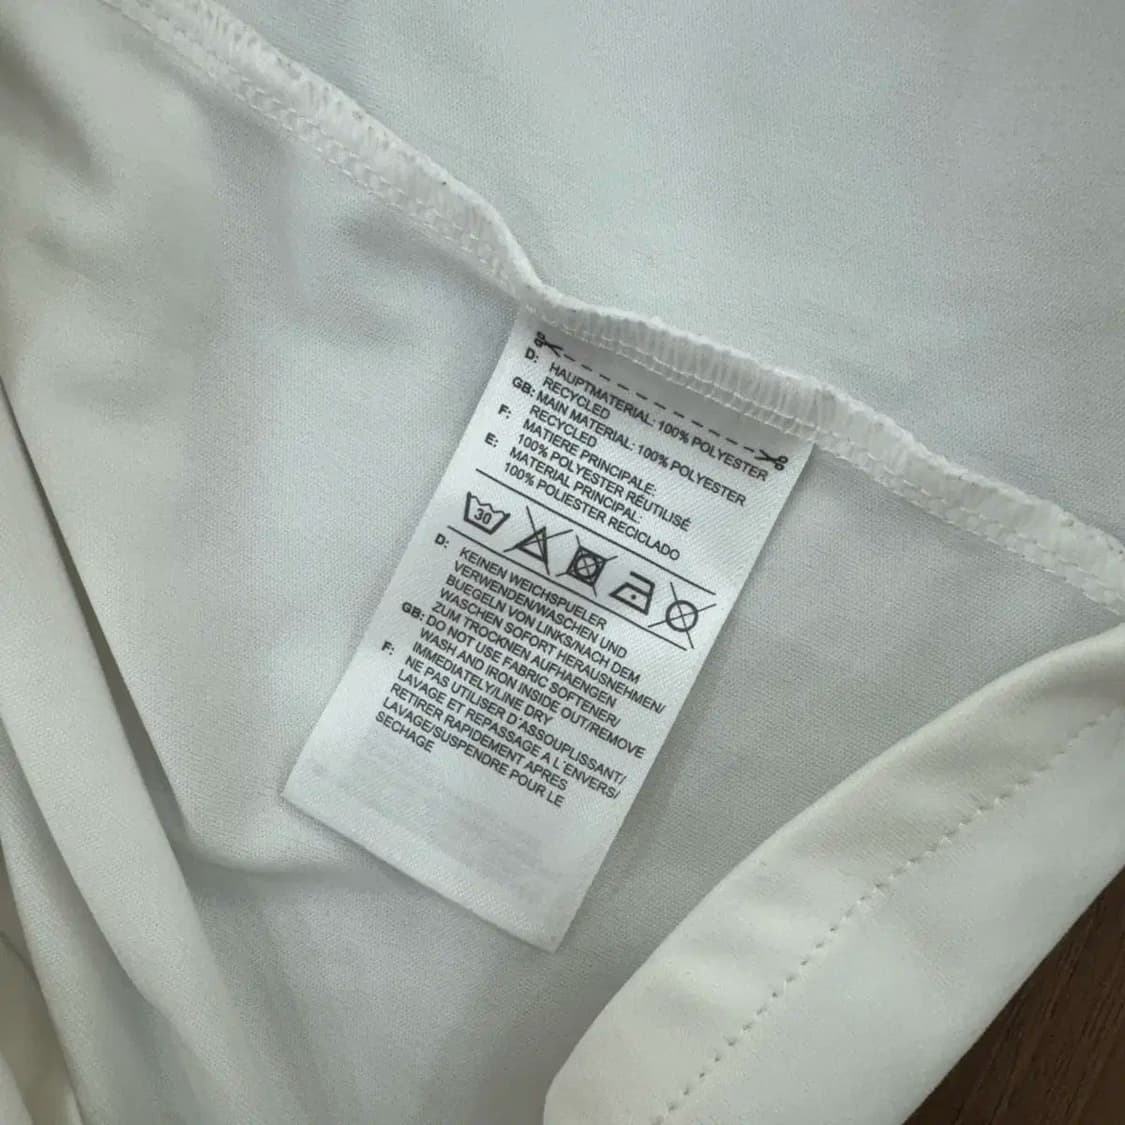 D: HAUPTMATERIAL: 100% POLYESTER
RECYCLED
GB: MAIN MATERIAL: 100% POLYESTER
RECYCLED
F: MATIERE PRINCIPALE:
100% POLYESTER RÉUTILISÉ
E: MATERIAL PRINCIPAL:
100% POLIESTER RECICLADO
30
D: KEINEN WEICHSPUELER
VERWENDEN/WASCHEN UND
BUEGELN VON LINKS/NACH DEM
WASCHEN SOFORT HERAUSNEHMEN/
ZUM TROCKNEN AUFHAENGEN
GB: DO NOT USE FABRIC SOFTENER/
WASH AND IRON INSIDE OUT/REMOVE
IMMEDIATELY/LINE DRY
F: NE PAS UTILISER D'ASSOUPLISSANT/
LAVAGE ET REPASSAGE A L'ENVERS/
RETIRER RAPIDEMENT APRES
LAVAGE/SUSPENDRE POUR LE
SECHAGE